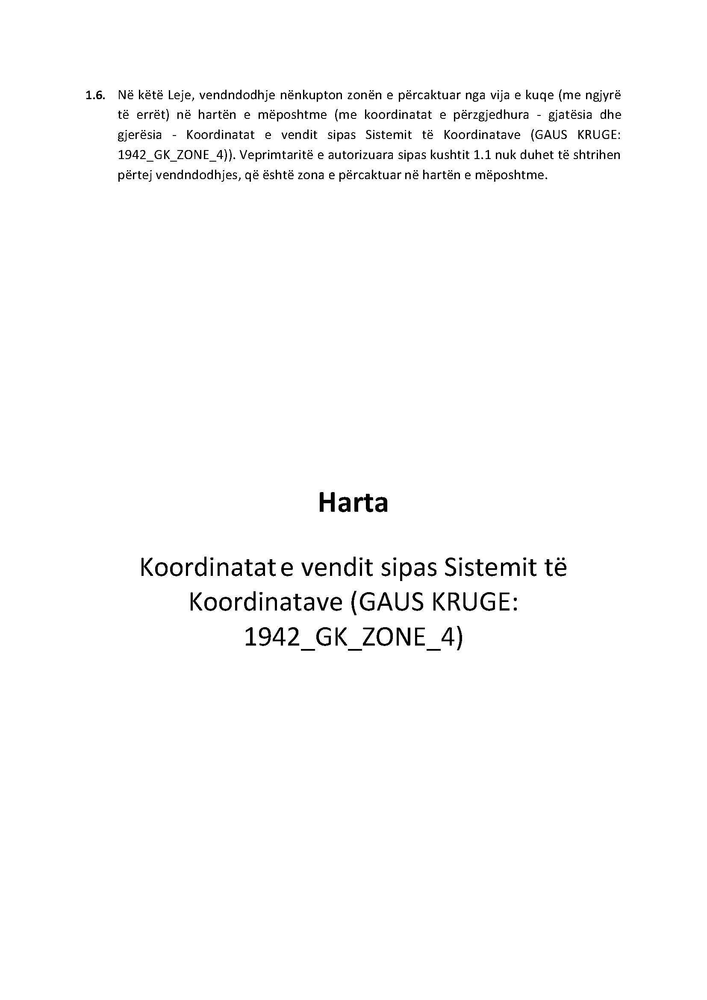 1.6. Në këtë Leje, vendndodhje nënkupton zonën e përcaktuar nga vija e kuqe (me ngjyrë
të errët) në hartën e mëposhtme (me koordinatat e përzgjedhura - gjatësia dhe
gjerësia - Koordinatat e vendit sipas Sistemit të Koordinatave (GAUS KRUGE:
1942_GK_ZONE_4)). Veprimtaritë e autorizuara sipas kushtit 1.1 nuk duhet të shtrihen
përtej vendndodhjes, që është zona e përcaktuar në hartën e mëposhtme.
Harta
Koordinatat e vendit sipas Sistemit të
Koordinatave (GAUS KRUGE:
1942_GK_ZONE_4)